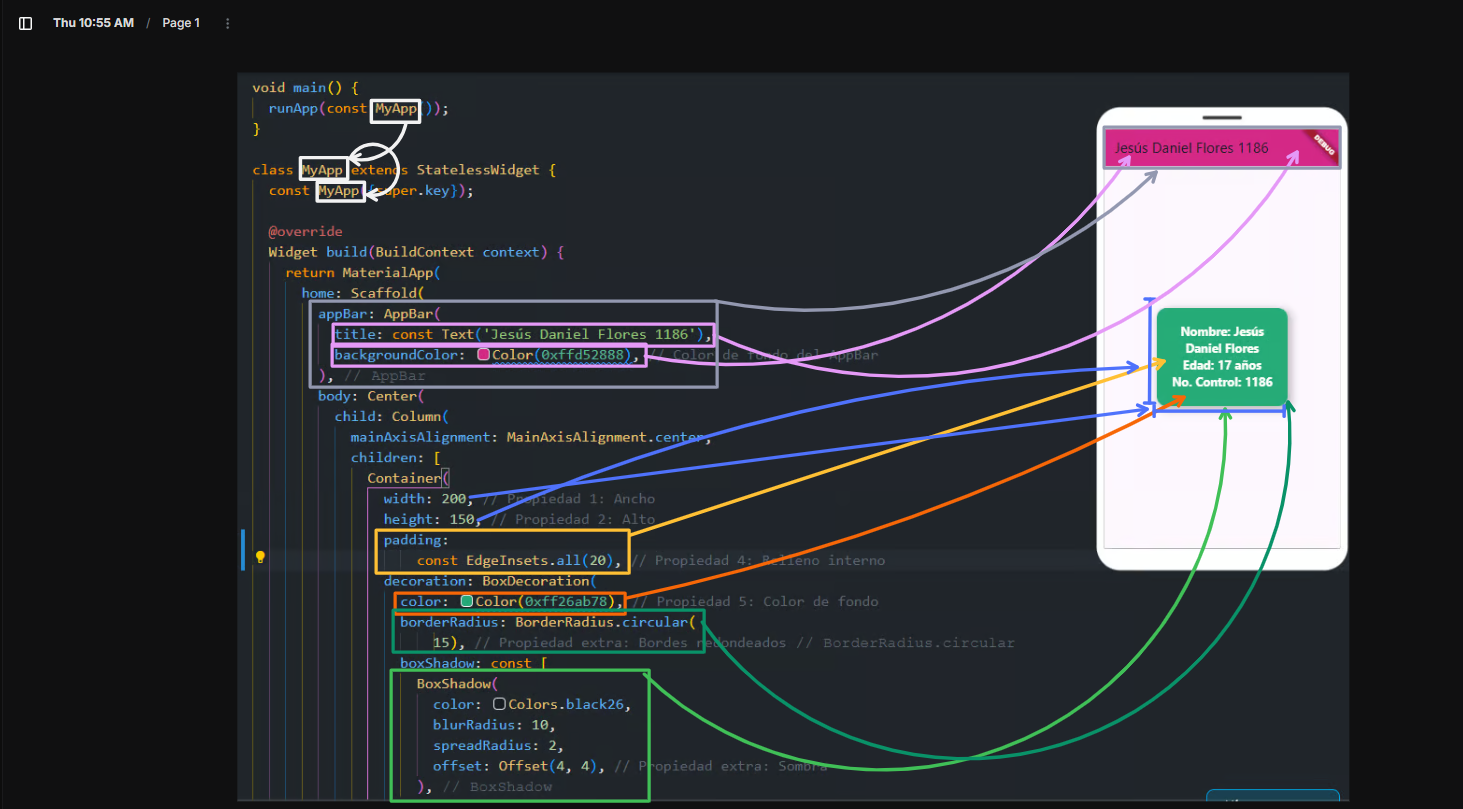 Thu 10:55 AM / Page 1
void main() {
runApp(const MyApp());
}
class MyApp extends StatelessWidget {
const MyApp({super.key});
@override
Widget build(BuildContext context) {
return MaterialApp(
home: Scaffold(
appBar: AppBar(
title: const Text('Jesús Daniel Flores 1186'),
backgroundColor: Color(0xffd52888), // Color de fondo del AppBar
), // AppBar
body: Center(
child: Column(
mainAxisAlignment: MainAxisAlignment.center,
children: [
Container(
width: 200, // Propiedad 1: Ancho
height: 150, // Propiedad 2: Alto
padding:
const EdgeInsets.all(20), // Propiedad 4: Relleno interno
decoration: BoxDecoration(
color: Color(0xff26ab78), // Propiedad 5: Color de fondo
borderRadius: BorderRadius.circular(
15), // Propiedad extra: Bordes redondeados // BorderRadius.circular
boxShadow: const [
BoxShadow(
color: Colors.black26,
blurRadius: 10,
spreadRadius: 2,
offset: Offset(4, 4), // Propiedad extra: Sombra
), // BoxShadow
Jesús Daniel Flores 1186
DEBUG
Nombre: Jesús
Daniel Flores
Edad: 17 años
No. Control: 1186